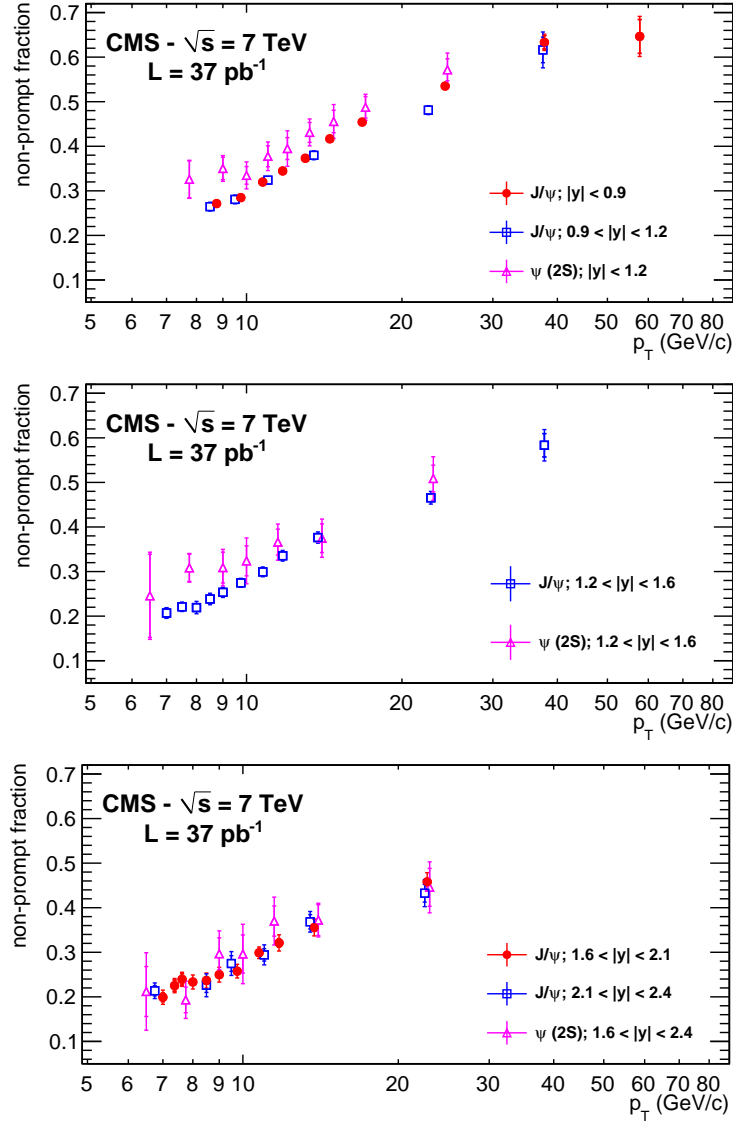 CMS - √s = 7 TeV
L = 37 pb⁻¹
non-prompt fraction
0.7
0.6
0.5
0.4
0.3
0.2
0.1
J/ψ; |y| < 0.9
J/ψ; 0.9 < |y| < 1.2
ψ (2S); |y| < 1.2
5 6 7 8 9 10 20 30 40 50 60 70 80
p_T (GeV/c)
CMS - √s = 7 TeV
L = 37 pb⁻¹
non-prompt fraction
0.7
0.6
0.5
0.4
0.3
0.2
0.1
J/ψ; 1.2 < |y| < 1.6
ψ (2S); 1.2 < |y| < 1.6
5 6 7 8 9 10 20 30 40 50 60 70 80
p_T (GeV/c)
CMS - √s = 7 TeV
L = 37 pb⁻¹
non-prompt fraction
0.7
0.6
0.5
0.4
0.3
0.2
0.1
J/ψ; 1.6 < |y| < 2.1
J/ψ; 2.1 < |y| < 2.4
ψ (2S); 1.6 < |y| < 2.4
5 6 7 8 9 10 20 30 40 50 60 70 80
p_T (GeV/c)